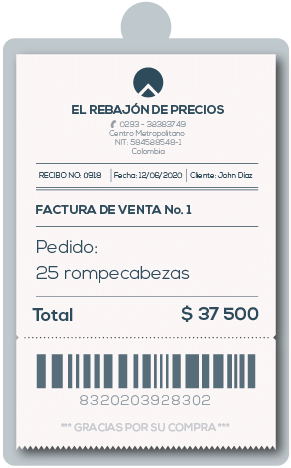 EL REBAJÓN DE PRECIOS
0293 - 38383749
Centro Metropolitano
NIT: 584588548-1
Colombia
RECIBO NO: 0918 Fecha: 12/06/2020 Cliente: John Díaz
FACTURA DE VENTA No. 1
Pedido:
25 rompecabezas
Total $ 37 500
8320203928302
*** GRACIAS POR SU COMPRA ***